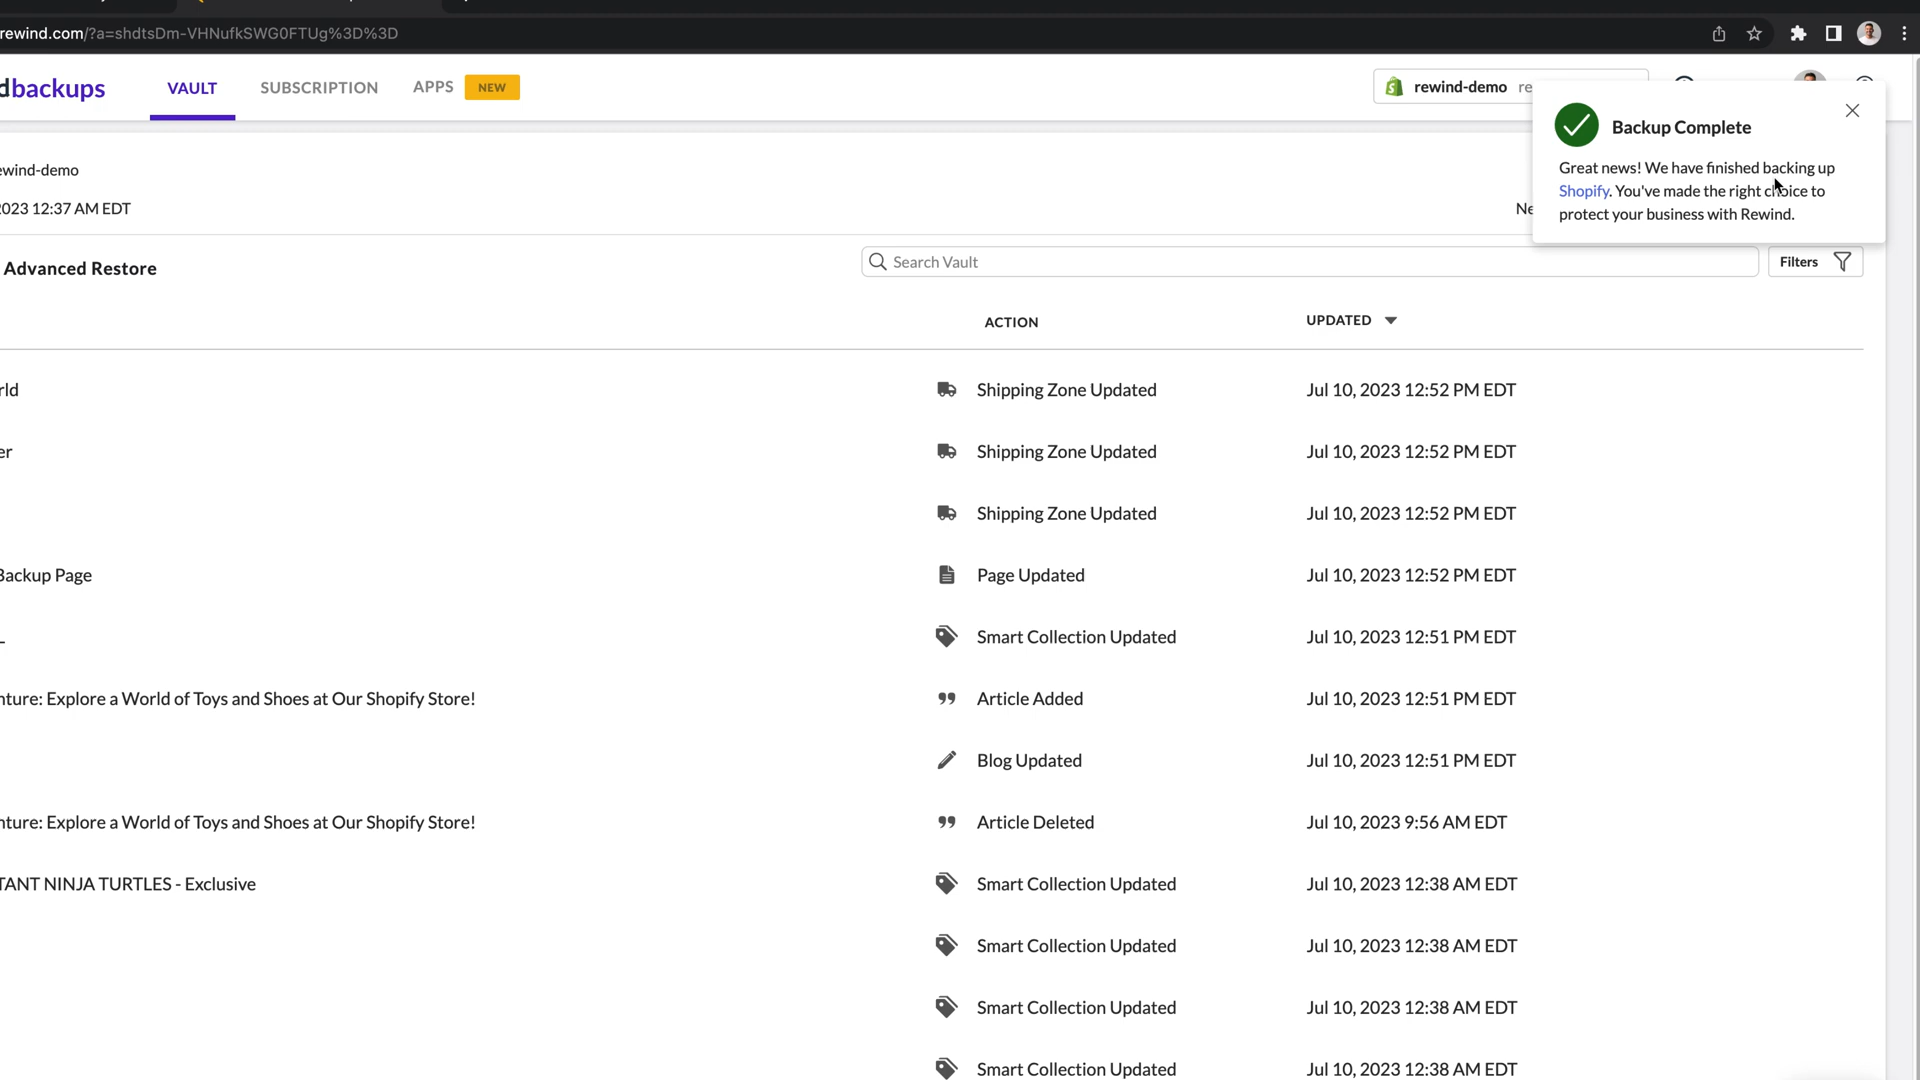 rewind.com/?a=shdtsDm-VHNufkSWG0FTUg%3D%3D
dbackups
VAULT
SUBSCRIPTION
APPS
NEW
rewind-demo re
Backup Complete
Great news! We have finished backing up
Shopify. You've made the right choice to
protect your business with Rewind.
ewind-demo
2023 12:37 AM EDT
Ne
Advanced Restore
Search Vault
Filters
ACTION
UPDATED
rld
Shipping Zone Updated
Jul 10, 2023 12:52 PM EDT
er
Shipping Zone Updated
Jul 10, 2023 12:52 PM EDT
Shipping Zone Updated
Jul 10, 2023 12:52 PM EDT
Backup Page
Page Updated
Jul 10, 2023 12:52 PM EDT
Smart Collection Updated
Jul 10, 2023 12:51 PM EDT
nture: Explore a World of Toys and Shoes at Our Shopify Store!
Article Added
Jul 10, 2023 12:51 PM EDT
Blog Updated
Jul 10, 2023 12:51 PM EDT
nture: Explore a World of Toys and Shoes at Our Shopify Store!
Article Deleted
Jul 10, 2023 9:56 AM EDT
TANT NINJA TURTLES - Exclusive
Smart Collection Updated
Jul 10, 2023 12:38 AM EDT
Smart Collection Updated
Jul 10, 2023 12:38 AM EDT
Smart Collection Updated
Jul 10, 2023 12:38 AM EDT
Smart Collection Updated
Jul 10, 2023 12:38 AM EDT